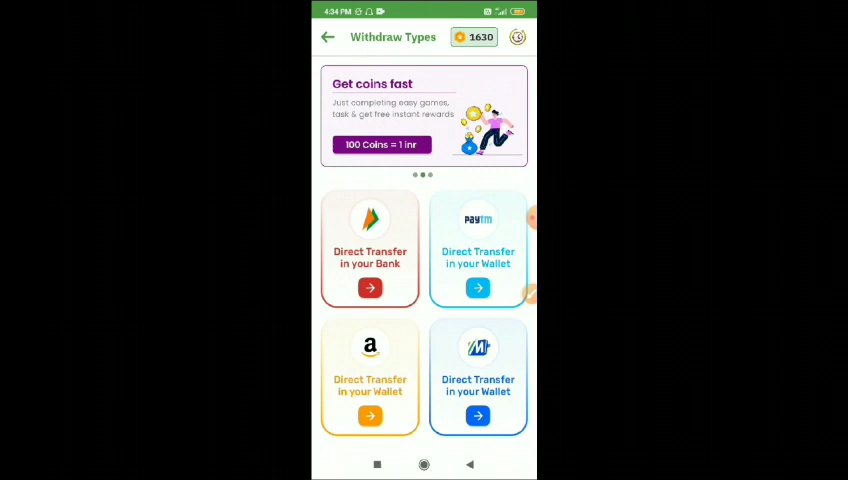 4:34 PM
Withdraw Types
1630
Get coins fast
Just completing easy games,
task & get free instant rewards
100 Coins = 1 inr
Direct Transfer
in your Bank
paytm
Direct Transfer
in your Wallet
a
Direct Transfer
in your Wallet
M
Direct Transfer
in your Wallet